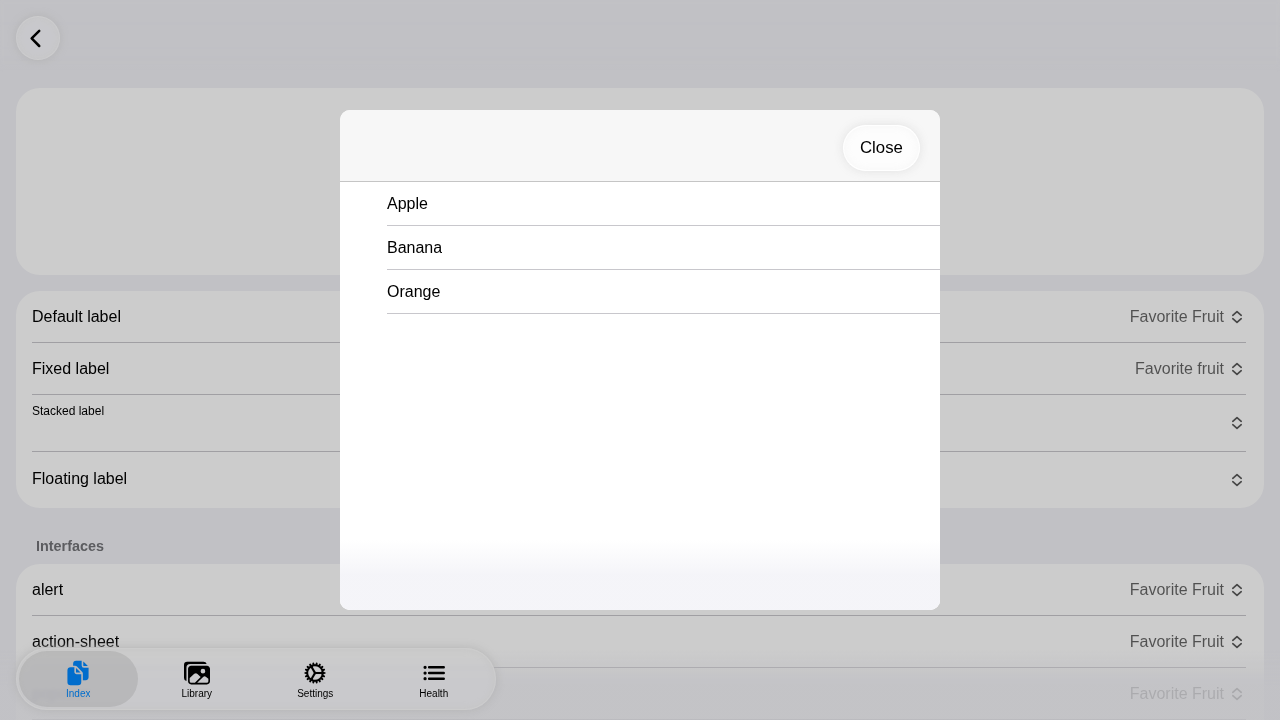 Close
Apple
Banana
Orange
Default label Favorite Fruit
Fixed label Favorite fruit
Stacked label
Floating label
Interfaces
alert Favorite Fruit
action-sheet Favorite Fruit
Favorite Fruit
Index Library Settings Health